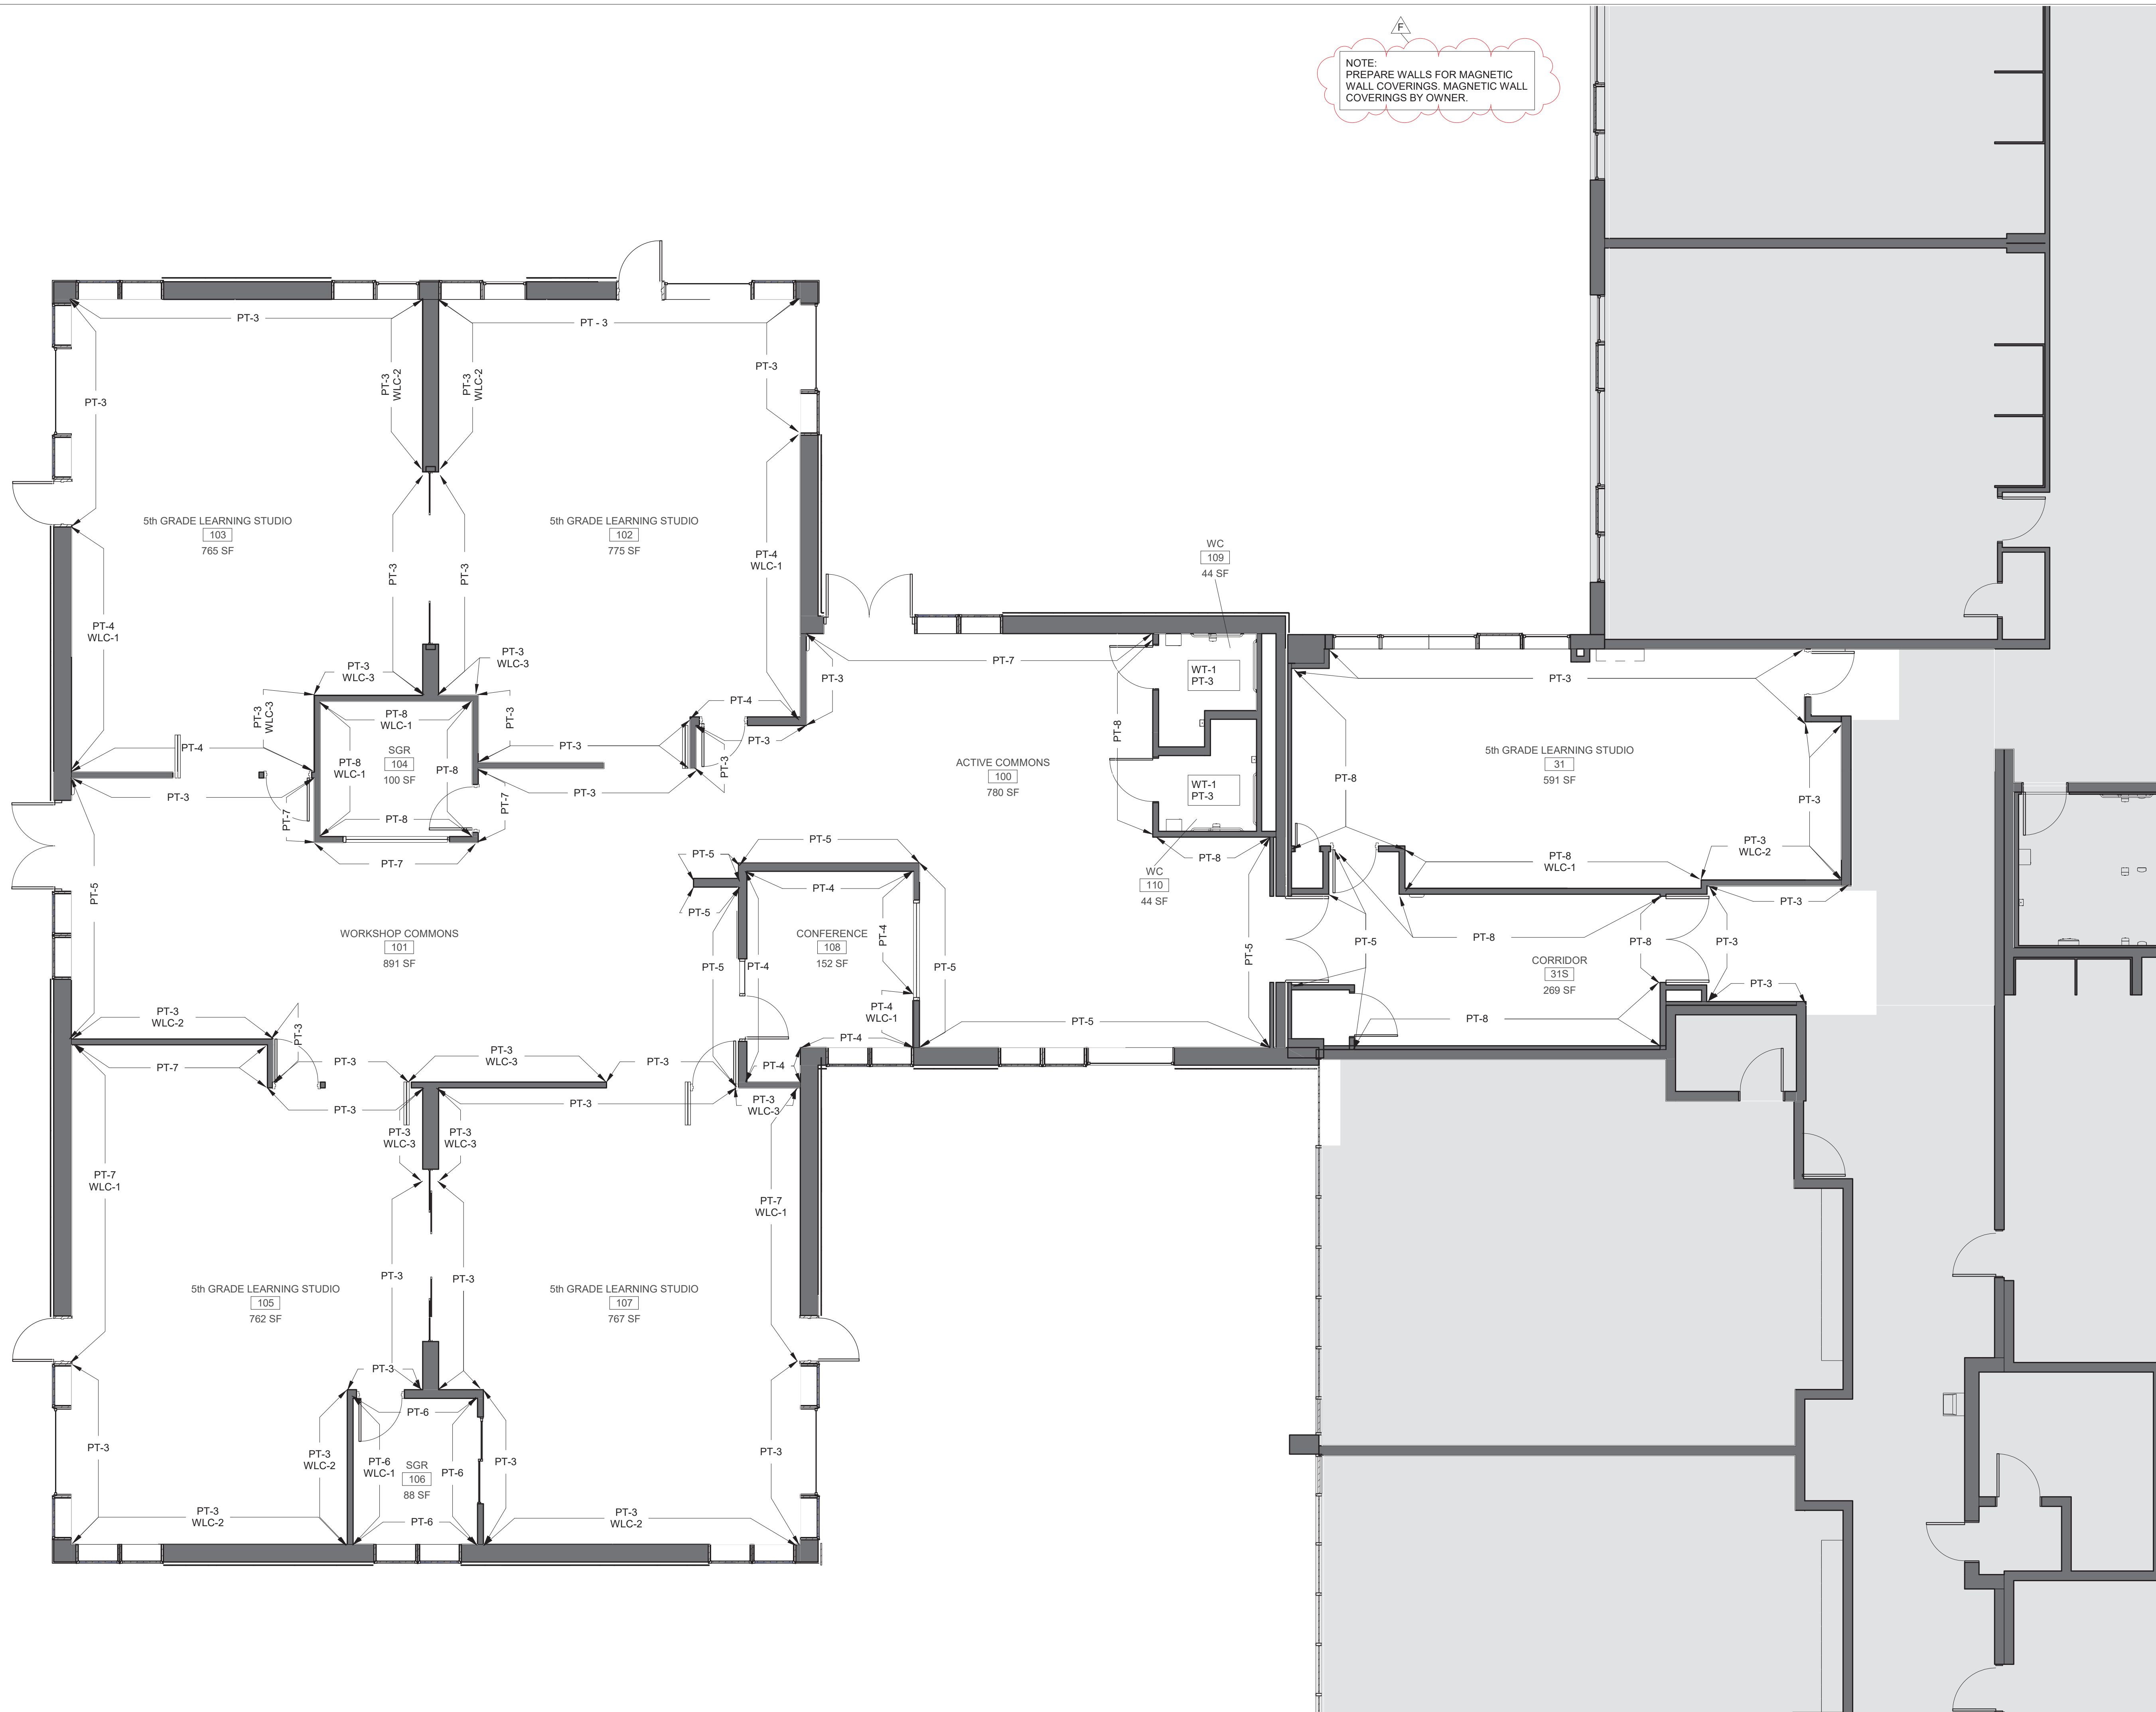 F
NOTE:
PREPARE WALLS FOR MAGNETIC
WALL COVERINGS. MAGNETIC WALL
COVERINGS BY OWNER.
PT-3
PT - 3
PT-3
PT-3
PT-3
WLC-2
PT-3
WLC-2
5th GRADE LEARNING STUDIO
103
765 SF
5th GRADE LEARNING STUDIO
102
775 SF
PT-3
PT-3
PT-4
WLC-1
PT-4
WLC-1
PT-3
WLC-3
PT-3
WLC-3
PT-3
WLC-3
PT-3
PT-4
PT-8
WLC-1
SGR
104
100 SF
PT-8
WLC-1
PT-8
PT-8
PT-4
PT-3
PT-3
PT-3
PT-3
PT-3
PT-3
PT-7
PT-7
PT-7
WC
109
44 SF
PT-7
WT-1
PT-3
PT-8
WT-1
PT-3
ACTIVE COMMONS
100
780 SF
WC
110
44 SF
PT-8
PT-3
5th GRADE LEARNING STUDIO
31
591 SF
PT-8
PT-3
PT-8
WLC-1
PT-3
WLC-2
PT-3
PT-5
PT-5
PT-5
PT-5
PT-4
PT-5
WORKSHOP COMMONS
101
891 SF
CONFERENCE
108
152 SF
PT-4
PT-4
PT-5
PT-5
PT-5
PT-5
PT-8
PT-8
PT-3
CORRIDOR
31S
269 SF
PT-3
PT-8
PT-4
WLC-1
PT-4
PT-5
PT-3
WLC-2
PT-3
PT-7
PT-3
PT-3
WLC-3
PT-3
PT-4
PT-3
PT-3
PT-3
WLC-3
PT-3
WLC-3
PT-3
WLC-3
PT-7
WLC-1
PT-7
WLC-1
PT-3
PT-3
5th GRADE LEARNING STUDIO
105
762 SF
5th GRADE LEARNING STUDIO
107
767 SF
PT-3
PT-6
PT-3
PT-3
WLC-2
PT-6
WLC-1
SGR
106
88 SF
PT-6
PT-3
PT-3
PT-3
WLC-2
PT-6
PT-3
WLC-2